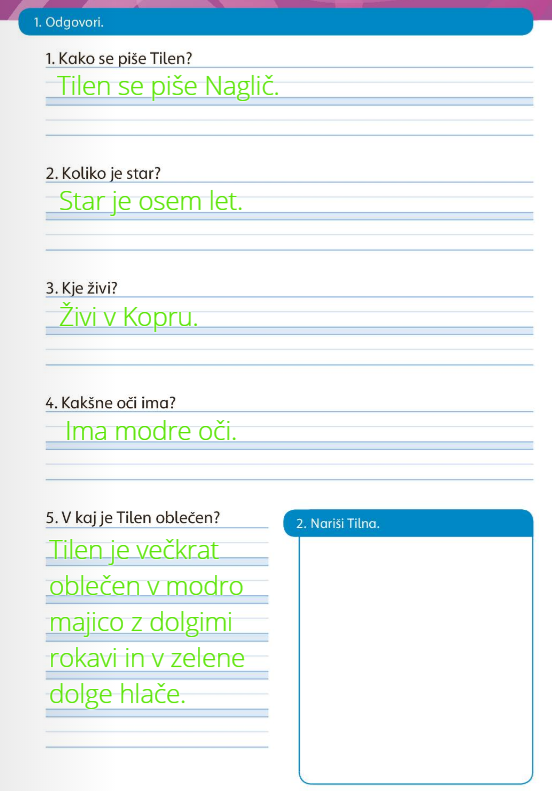 1. Odgovori.
1. Kako se piše Tilen?
Tilen se piše Naglič.
2. Koliko je star?
Star je osem let.
3. Kje živi?
Živi v Kopru.
4. Kakšne oči ima?
Ima modre oči.
5. V kaj je Tilen oblečen?
Tilen je večkrat
oblečen v modro
majico z dolgimi
rokavi in v zelene
dolge hlače.
2. Nariši Tilna.